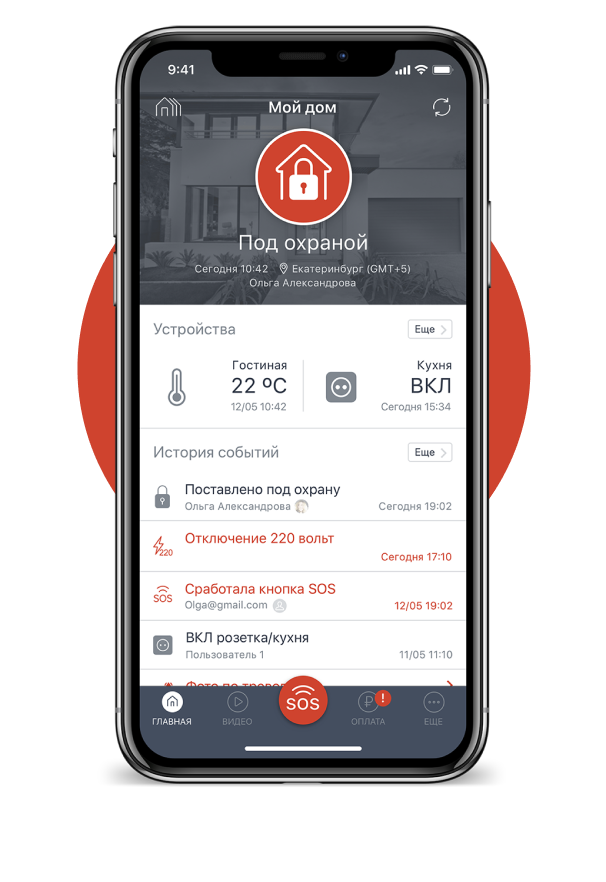 9:41
Мой дом
Под охраной
Сегодня 10:42 Екатеринбург (GMT+5)
Ольга Александрова
Устройства
Еще
Гостиная
22 ºC
12/05 10:42
Кухня
ВКЛ
Сегодня 15:34
История событий
Еще
Поставлено под охрану
Ольга Александрова
Сегодня 19:02
220
Отключение 220 вольт
Сегодня 17:10
SOS
Сработала кнопка SOS
Olga@gmail.com
12/05 19:02
ВКЛ розетка/кухня
Пользователь 1
11/05 11:10
Фото по
ГЛАВНАЯ
ВИДЕО
SOS
₽
!
ОПЛАТА
ЕЩЕ